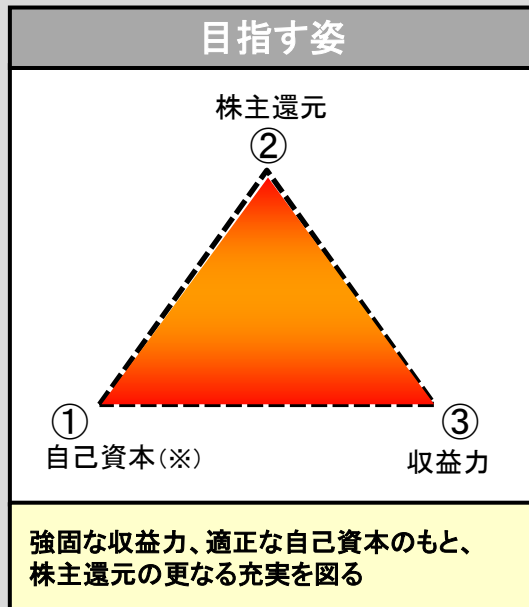 目指す姿
株主還元
②
①
自己資本(※)
③
収益力
強固な収益力、適正な自己資本のもと、
株主還元の更なる充実を図る